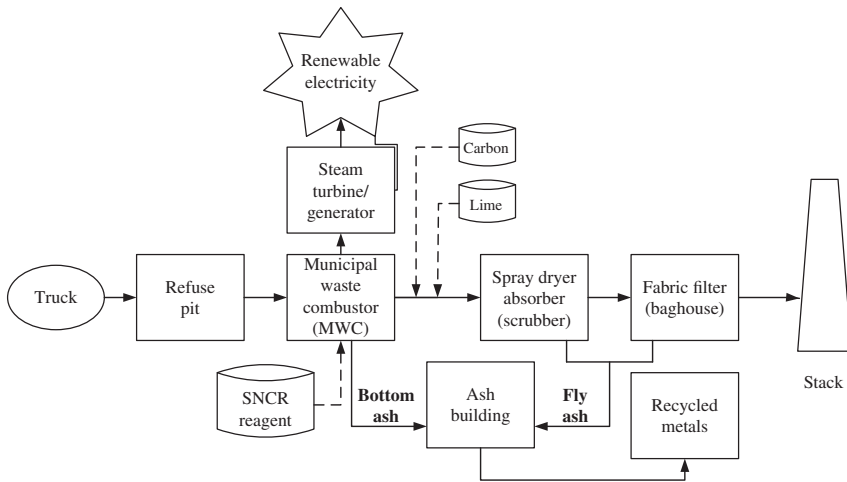 Renewable
electricity
Carbon
Steam
turbine/
generator
Lime
Truck
Refuse
pit
Municipal
waste
combustor
(MWC)
Spray dryer
absorber
(scrubber)
Fabric filter
(baghouse)
Stack
SNCR
reagent
Bottom
ash
Ash
building
Fly
ash
Recycled
metals